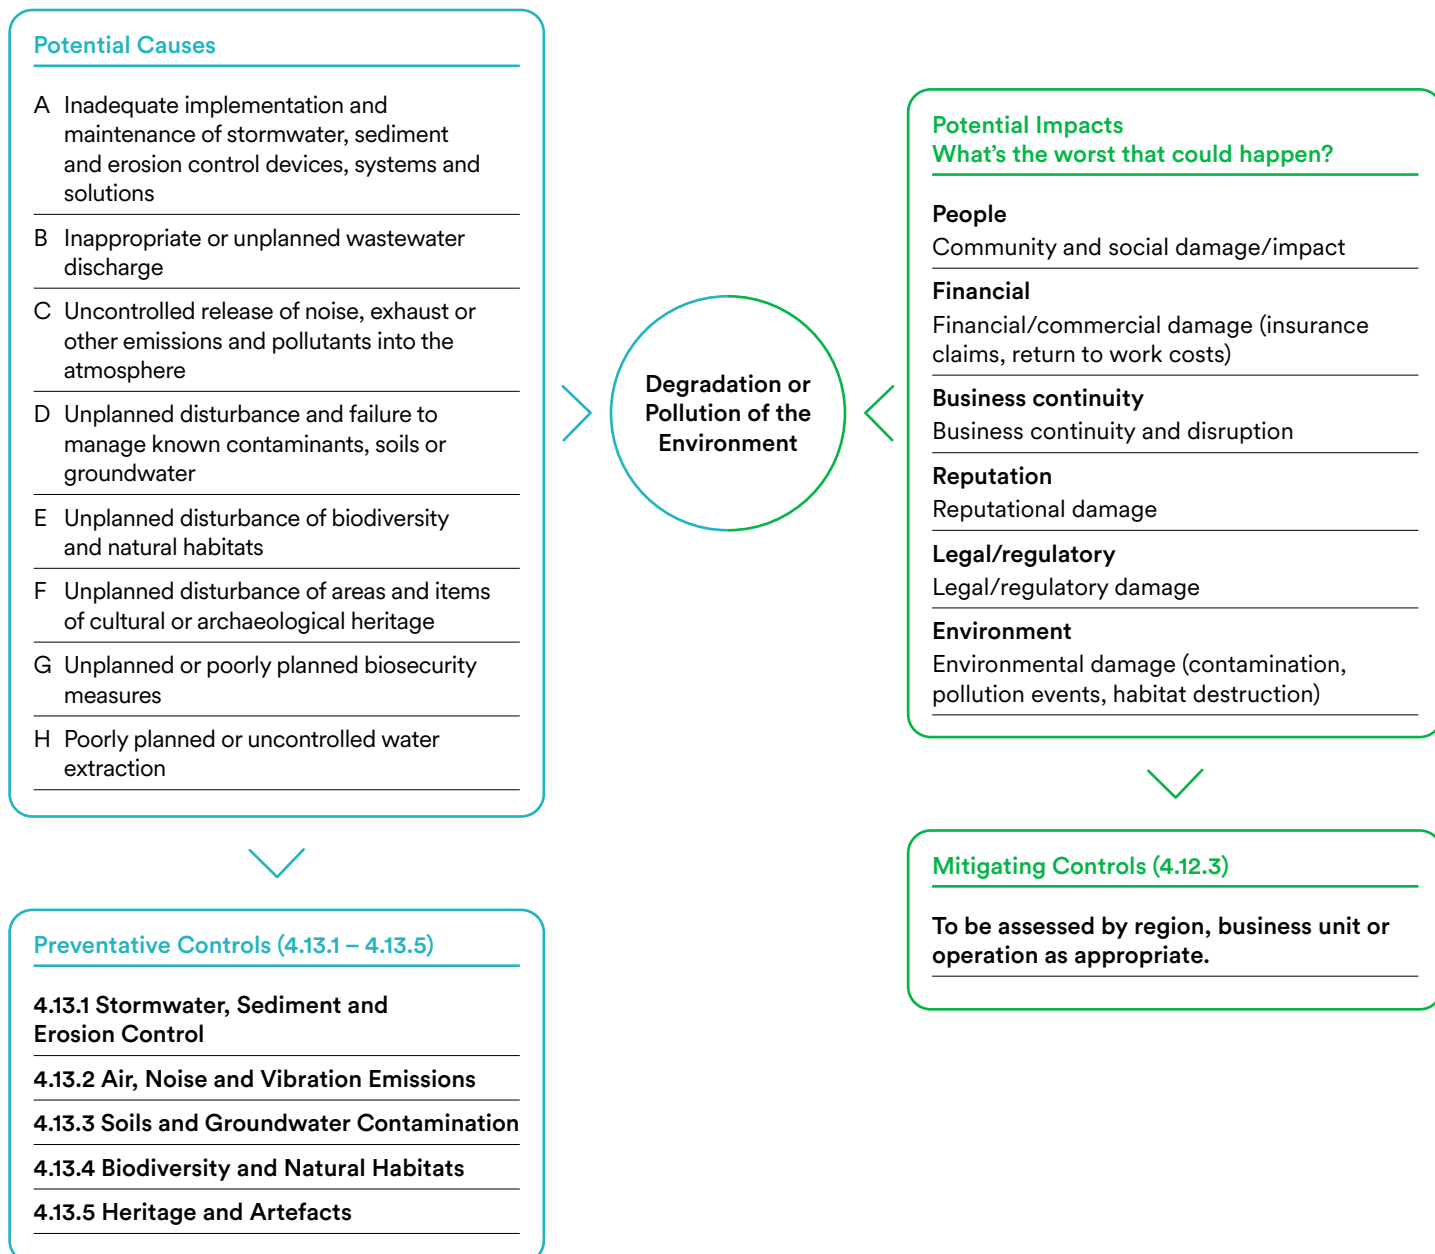 Potential Causes
A Inadequate implementation and
maintenance of stormwater, sediment
and erosion control devices, systems and
solutions
B Inappropriate or unplanned wastewater
discharge
C Uncontrolled release of noise, exhaust or
other emissions and pollutants into the
atmosphere
D Unplanned disturbance and failure to
manage known contaminants, soils or
groundwater
E Unplanned disturbance of biodiversity
and natural habitats
F Unplanned disturbance of areas and items
of cultural or archaeological heritage
G Unplanned or poorly planned biosecurity
measures
H Poorly planned or uncontrolled water
extraction
Preventative Controls (4.13.1 – 4.13.5)
4.13.1 Stormwater, Sediment and
Erosion Control
4.13.2 Air, Noise and Vibration Emissions
4.13.3 Soils and Groundwater Contamination
4.13.4 Biodiversity and Natural Habitats
4.13.5 Heritage and Artefacts
Degradation or
Pollution of the
Environment
Potential Impacts
What’s the worst that could happen?
People
Community and social damage/impact
Financial
Financial/commercial damage (insurance
claims, return to work costs)
Business continuity
Business continuity and disruption
Reputation
Reputational damage
Legal/regulatory
Legal/regulatory damage
Environment
Environmental damage (contamination,
pollution events, habitat destruction)
Mitigating Controls (4.12.3)
To be assessed by region, business unit or
operation as appropriate.